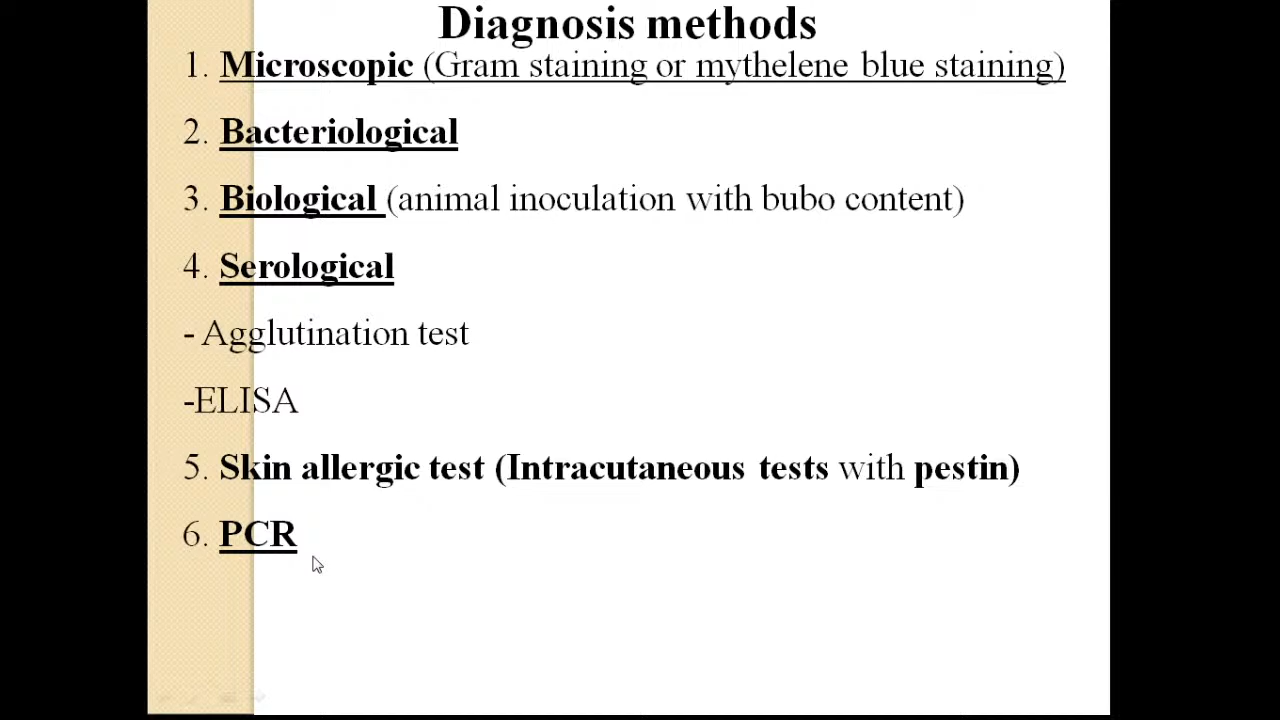 Diagnosis methods
1. Microscopic (Gram staining or mythelene blue staining)
2. Bacteriological
3. Biological (animal inoculation with bubo content)
4. Serological
- Agglutination test
-ELISA
5. Skin allergic test (Intracutaneous tests with pestin)
6. PCR